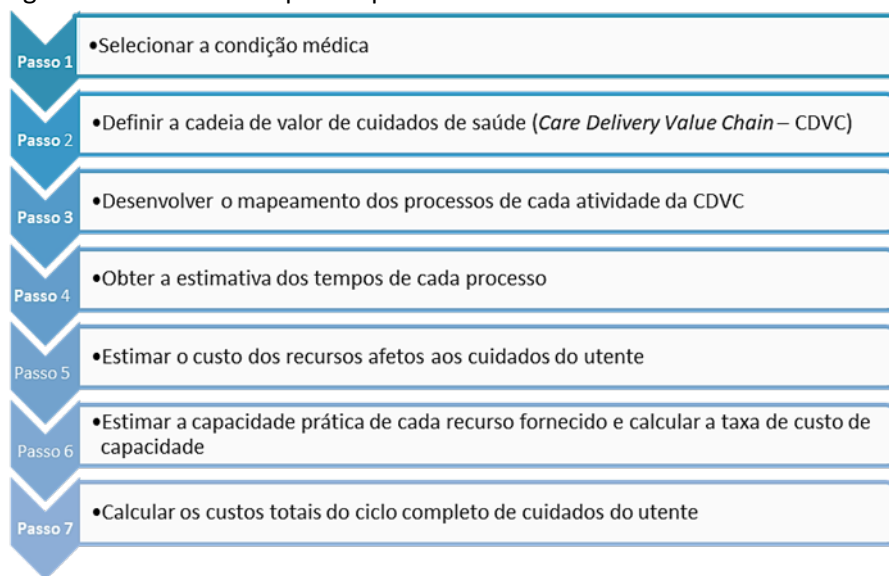 Passo 1
•Selecionar a condição médica
Passo 2
•Definir a cadeia de valor de cuidados de saúde (Care Delivery Value Chain – CDVC)
Passo 3
•Desenvolver o mapeamento dos processos de cada atividade da CDVC
Passo 4
•Obter a estimativa dos tempos de cada processo
Passo 5
•Estimar o custo dos recursos afetos aos cuidados do utente
Passo 6
•Estimar a capacidade prática de cada recurso fornecido e calcular a taxa de custo de
capacidade
Passo 7
•Calcular os custos totais do ciclo completo de cuidados do utente